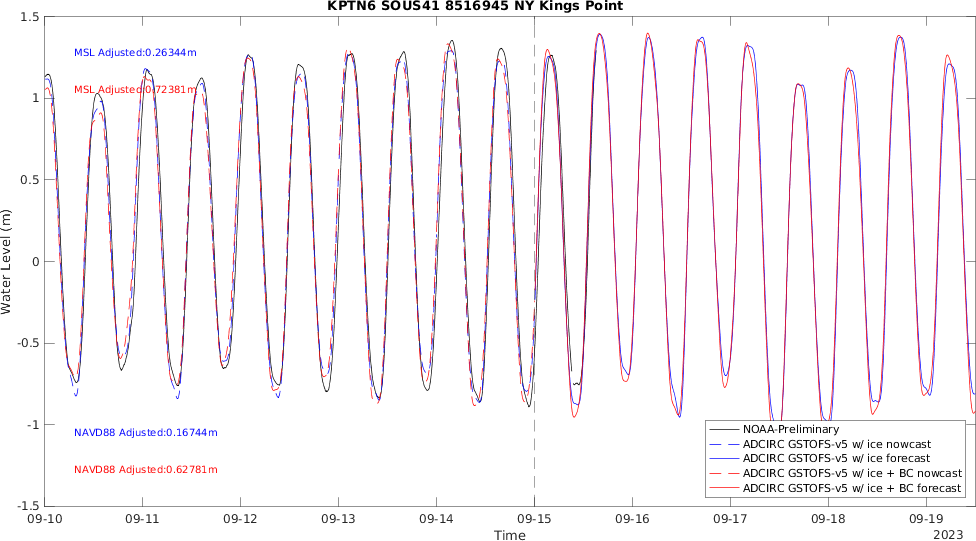 KPTN6 SOUS41 8516945 NY Kings Point
1.5
MSL Adjusted:0.26344m
MSL Adjusted:0.72381m
1
0.5
0
-0.5
-1
-1.5
Water Level (m)
NAVD88 Adjusted:0.16744m
NAVD88 Adjusted:0.62781m
NOAA-Preliminary
ADCIRC GSTOFS-v5 w/ ice nowcast
ADCIRC GSTOFS-v5 w/ ice forecast
ADCIRC GSTOFS-v5 w/ ice + BC nowcast
ADCIRC GSTOFS-v5 w/ ice + BC forecast
09-10 09-11 09-12 09-13 09-14 09-15 09-16 09-17 09-18 09-19
Time
2023